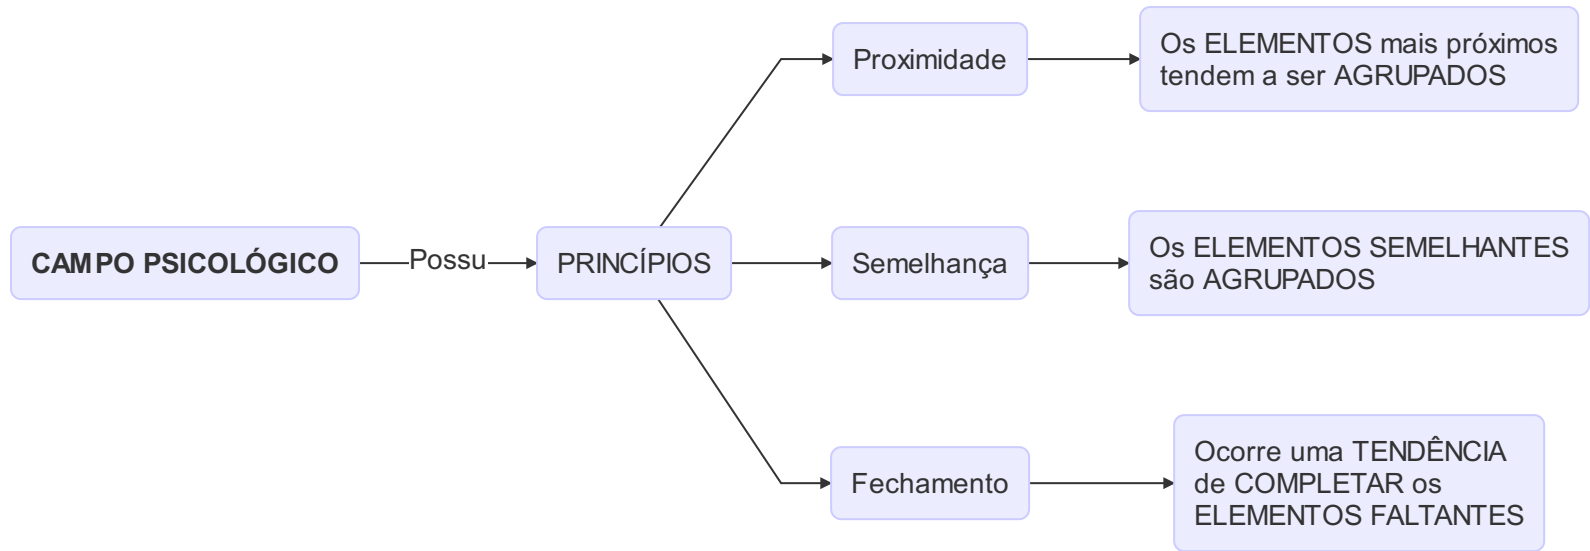 CAMPO PSICOLÓGICO
Possu
PRINCÍPIOS
Proximidade
Os ELEMENTOS mais próximos
tendem a ser AGRUPADOS
Semelhança
Os ELEMENTOS SEMELHANTES
são AGRUPADOS
Fechamento
Ocorre uma TENDÊNCIA
de COMPLETAR os
ELEMENTOS FALTANTES